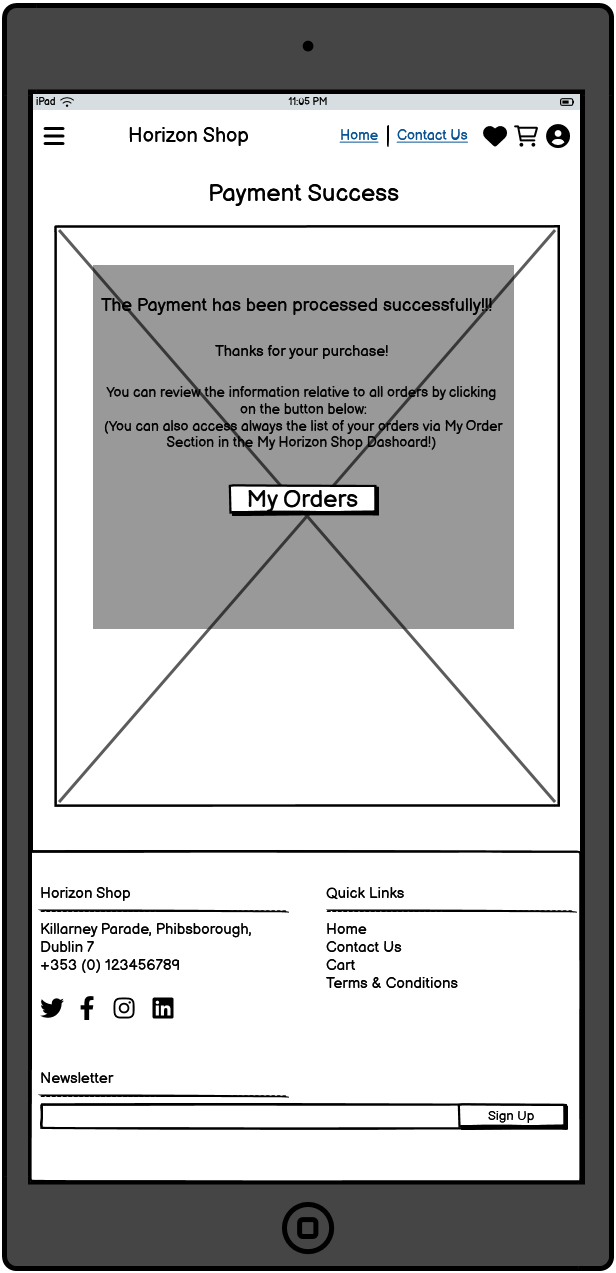 iPad
11:05 PM
Horizon Shop
Home
Contact Us
Payment Success
The Payment has been processed successfully!!!
Thanks for your purchase!
You can review the information relative to all orders by clicking
on the button below:
(You can also access always the list of your orders via My Order
Section in the My Horizon Shop Dashoard!)
My Orders
Horizon Shop
Killarney Parade, Phibsborough,
Dublin 7
+353 (0) 123456789
Quick Links
Home
Contact Us
Cart
Terms & Conditions
Newsletter
Sign Up